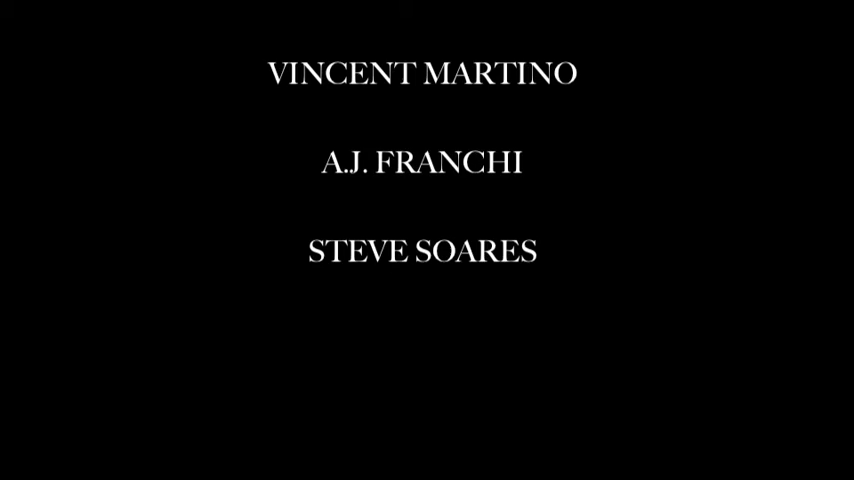 VINCENT MARTINO
A.J. FRANCHI
STEVE SOARES